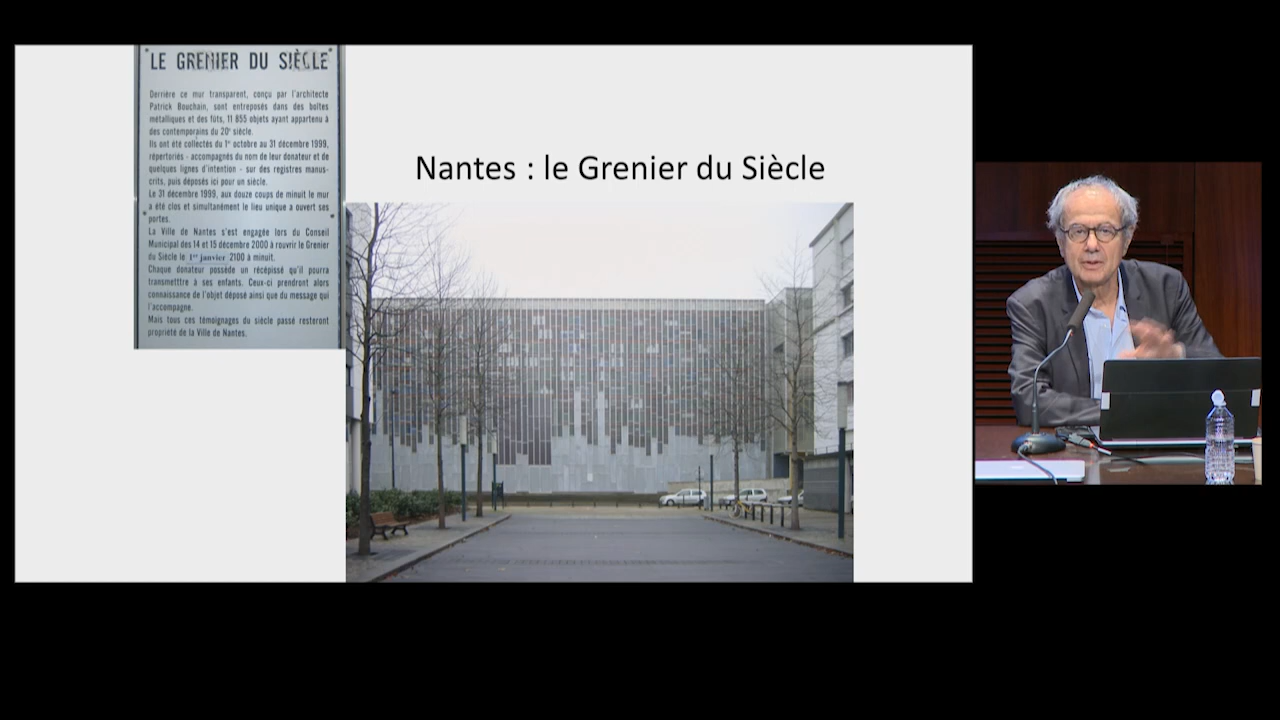 LE GRENIER DU SIÈCLE
Derrière ce mur transparent, conçu par l'architecte
Patrick Bouchain, sont entreposés dans des boîtes
métalliques et des fûts, 11 855 objets ayant appartenu à
des contemporains du 20e siècle.
Ils ont été collectés du 1er octobre au 31 décembre 1999,
répertoriés - accompagnés du nom de leur donateur et de
quelques lignes d'intention - sur des registres manus-
crits, puis déposés ici pour un siècle.
Le 31 décembre 1999, aux douze coups de minuit le mur
a été clos et simultanément le lieu unique a ouvert ses
portes.
La Ville de Nantes s'est engagée lors du Conseil
Municipal des 14 et 15 décembre 2000 à rouvrir le Grenier
du Siècle le 1er janvier 2100 à minuit.
Chaque donateur possède un récépissé qu'il pourra
transmetttre à ses enfants. Ceux-ci prendront alors
connaissance de l'objet déposé ainsi que du message qui
l'accompagne.
Mais tous ces témoignages du siècle passé resteront
propriété de la Ville de Nantes.
Nantes : le Grenier du Siècle